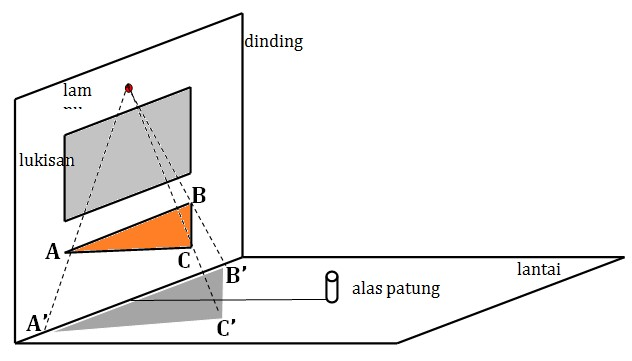 dinding
lam
lukisan
B
A
C
lantai
B'
alas patung
A'
C'